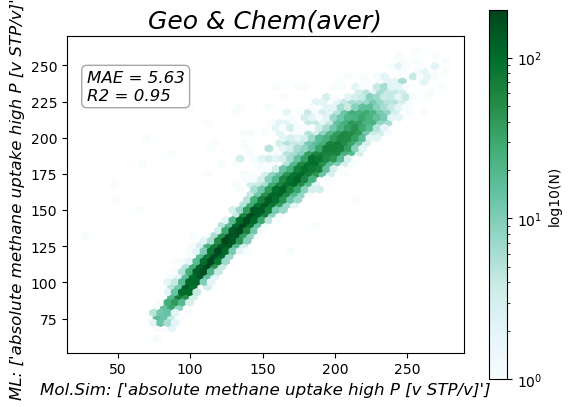 Geo & Chem(aver)
MAE = 5.63
R2 = 0.95
ML: ['absolute methane uptake high P [v STP/v]']
250
225
200
175
150
125
100
75
50
100
150
200
250
Mol.Sim: ['absolute methane uptake high P [v STP/v]']
10²
10¹
10⁰
log10(N)